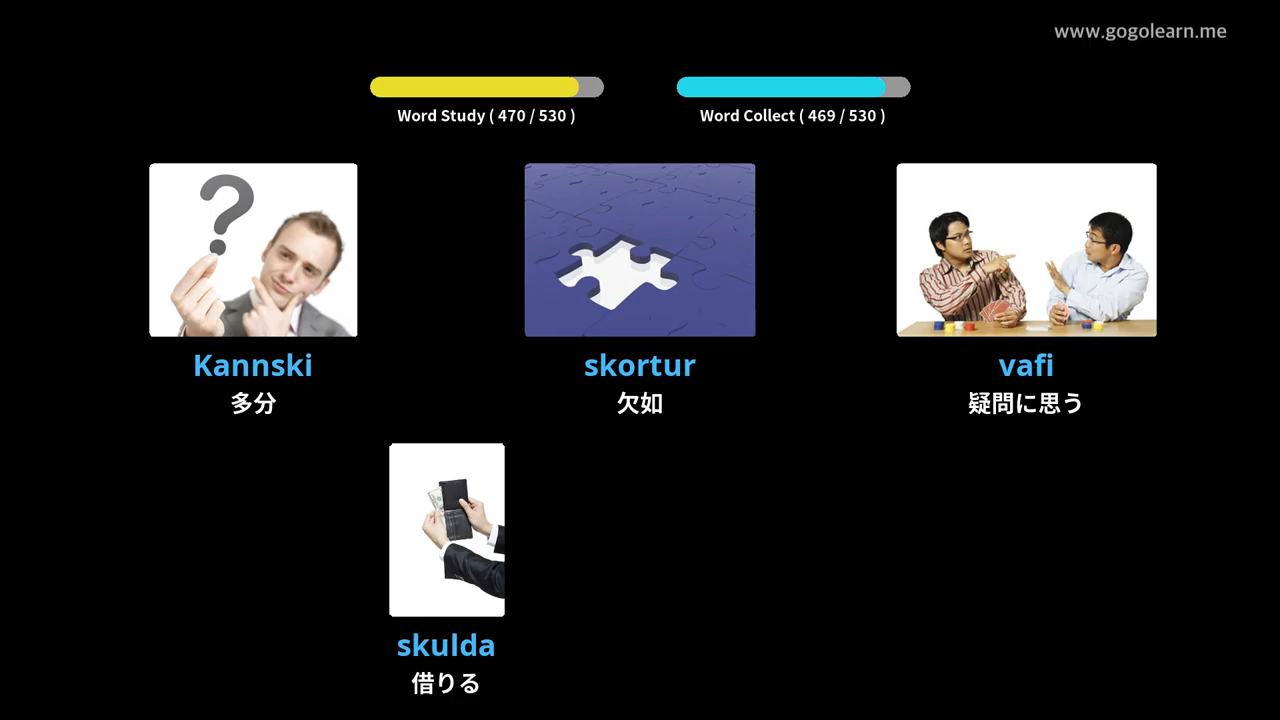 www.gogolearn.me
Word Study ( 470 / 530 )
Word Collect ( 469 / 530 )
Kannski
多分
skortur
欠如
vafi
疑問に思う
skulda
借りる